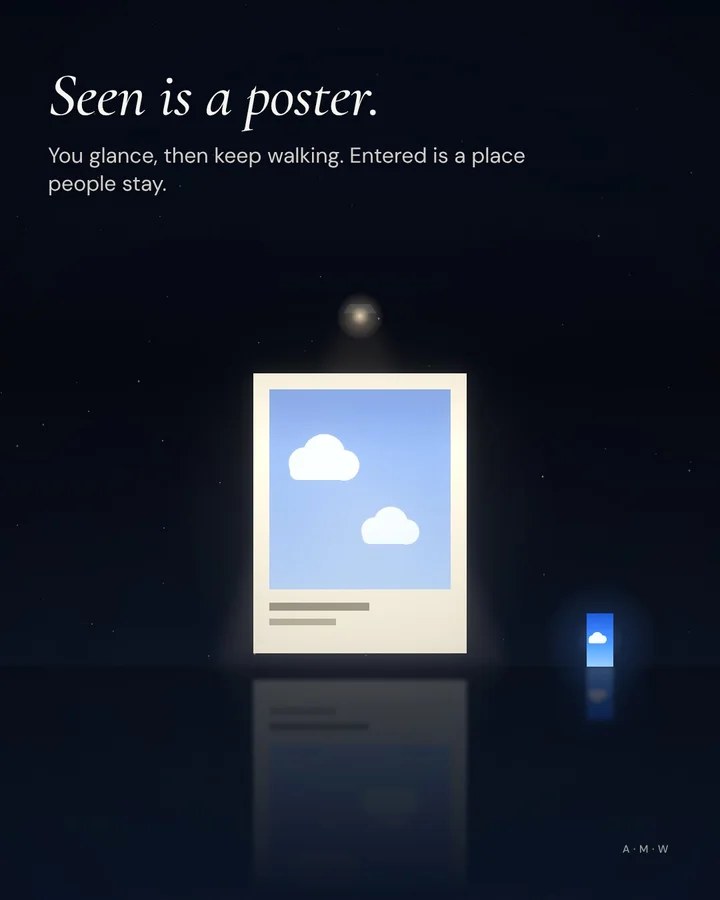 Seen is a poster.
You glance, then keep walking. Entered is a place
people stay.
A·M·W